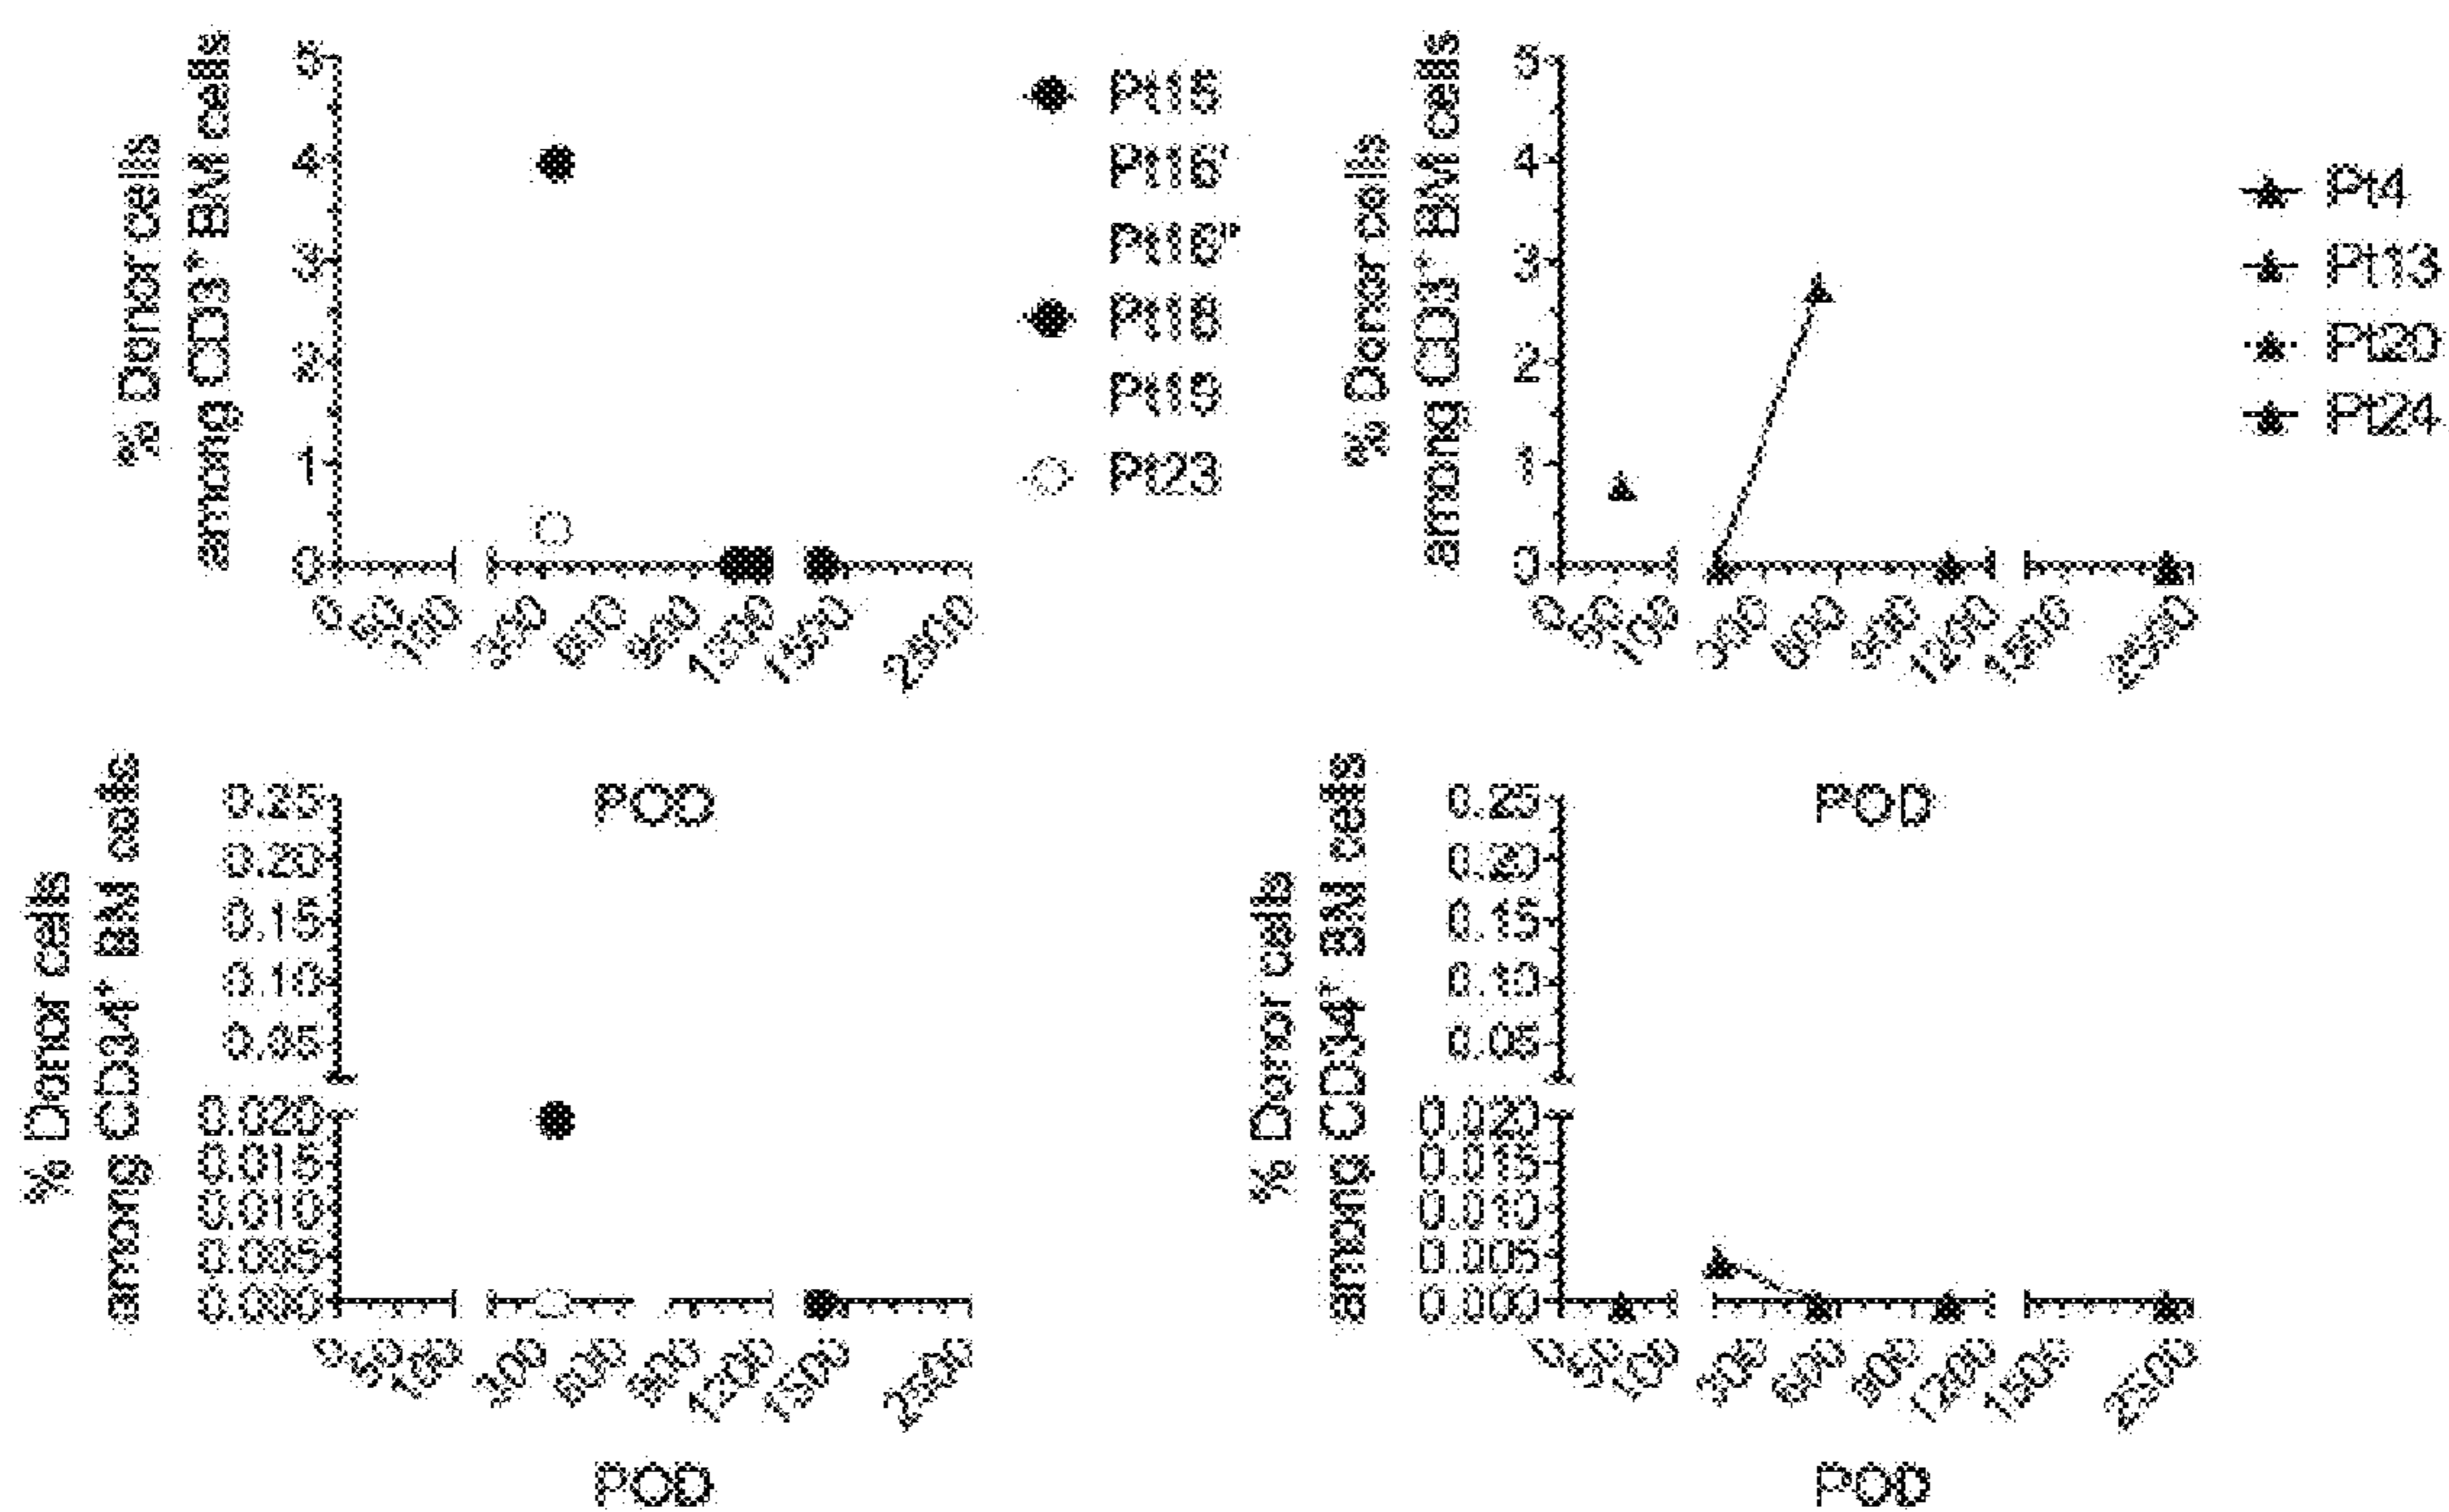 % Donor cells
among CD3⁺ BM cells
5
4
3
2
1
0
0 50 100 300 600 900 1200 1500 2500
Pt15
Pt16'
Pt16"
Pt18
Pt19
Pt23
% Donor cells
among CD3⁺ BM cells
5
4
3
2
1
0
0 50 100 300 600 900 1200 1500 2500
Pt4
Pt13
Pt20
Pt24
POD
% Donor cells
among CD34⁺ BM cells
0.25
0.20
0.15
0.10
0.05
0.020
0.015
0.010
0.005
0.000
0 50 100 300 600 900 1200 1500 2500
POD
POD
% Donor cells
among CD34⁺ BM cells
0.25
0.20
0.15
0.10
0.05
0.020
0.015
0.010
0.005
0.000
0 50 100 300 600 900 1200 1500 2500
POD